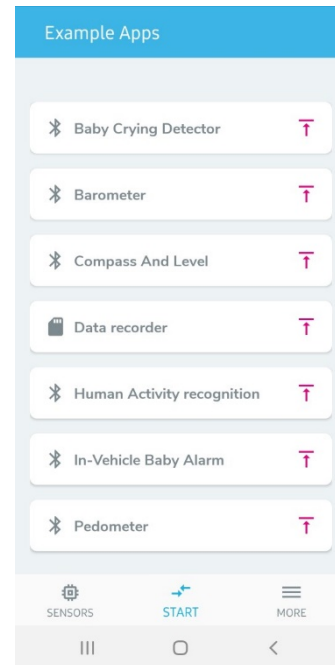 Example Apps
Baby Crying Detector
Barometer
Compass And Level
Data recorder
Human Activity recognition
In-Vehicle Baby Alarm
Pedometer
SENSORS START MORE